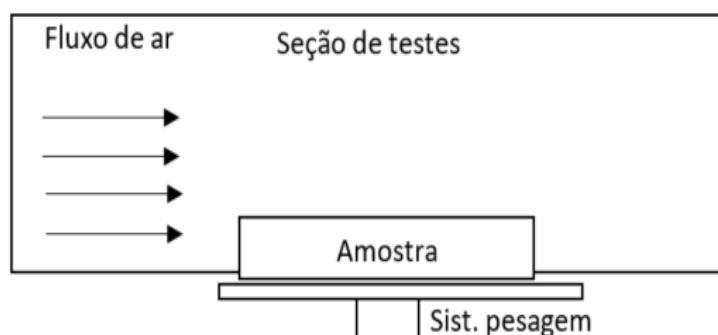 Fluxo de ar
Seção de testes
Amostra
Sist. pesagem